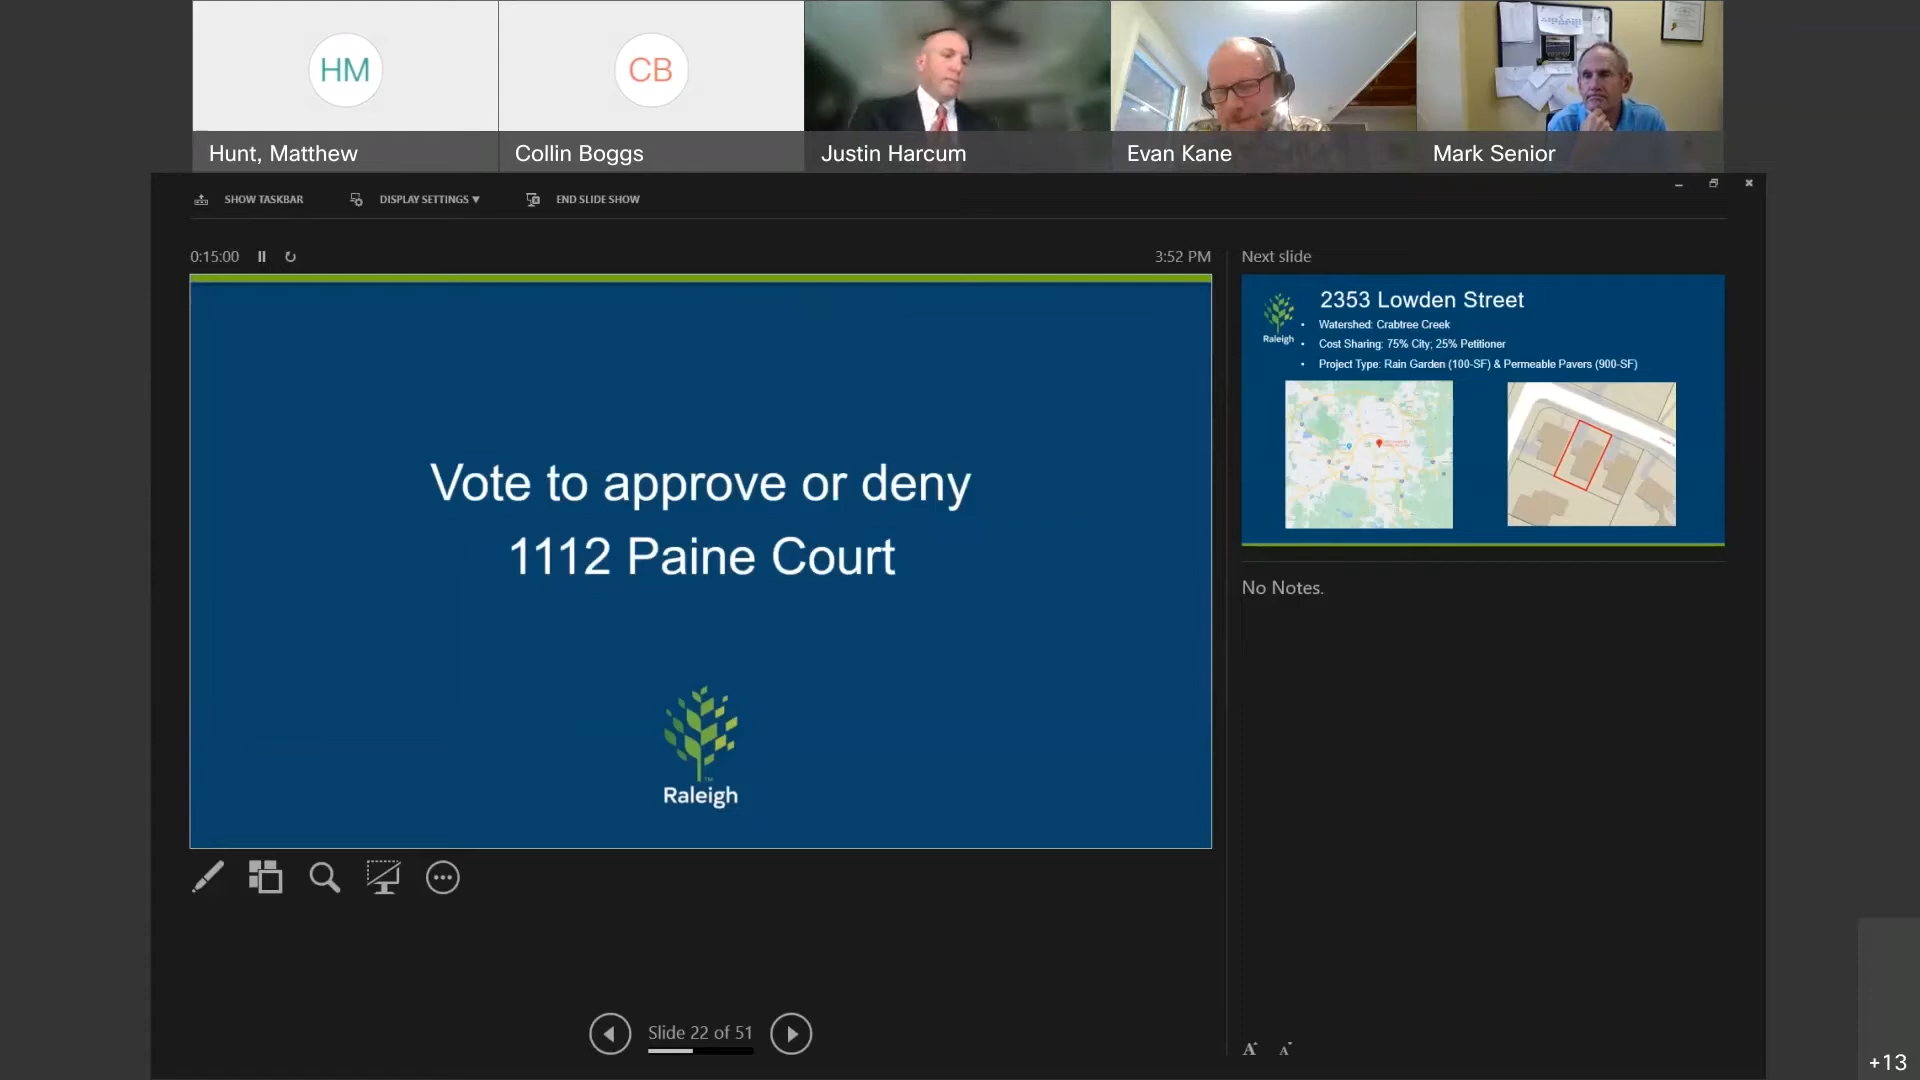 HM
CB
Hunt, Matthew
Collin Boggs
Justin Harcum
Evan Kane
Mark Senior
SHOW TASKBAR
DISPLAY SETTINGS ▼
END SLIDE SHOW
0:15:00
3:52 PM
Next slide
Vote to approve or deny
1112 Paine Court
™
Raleigh
2353 Lowden Street
Raleigh
• Watershed: Crabtree Creek
• Cost Sharing: 75% City; 25% Petitioner
• Project Type: Rain Garden (100-SF) & Permeable Pavers (900-SF)
No Notes.
Slide 22 of 51
A A
+13